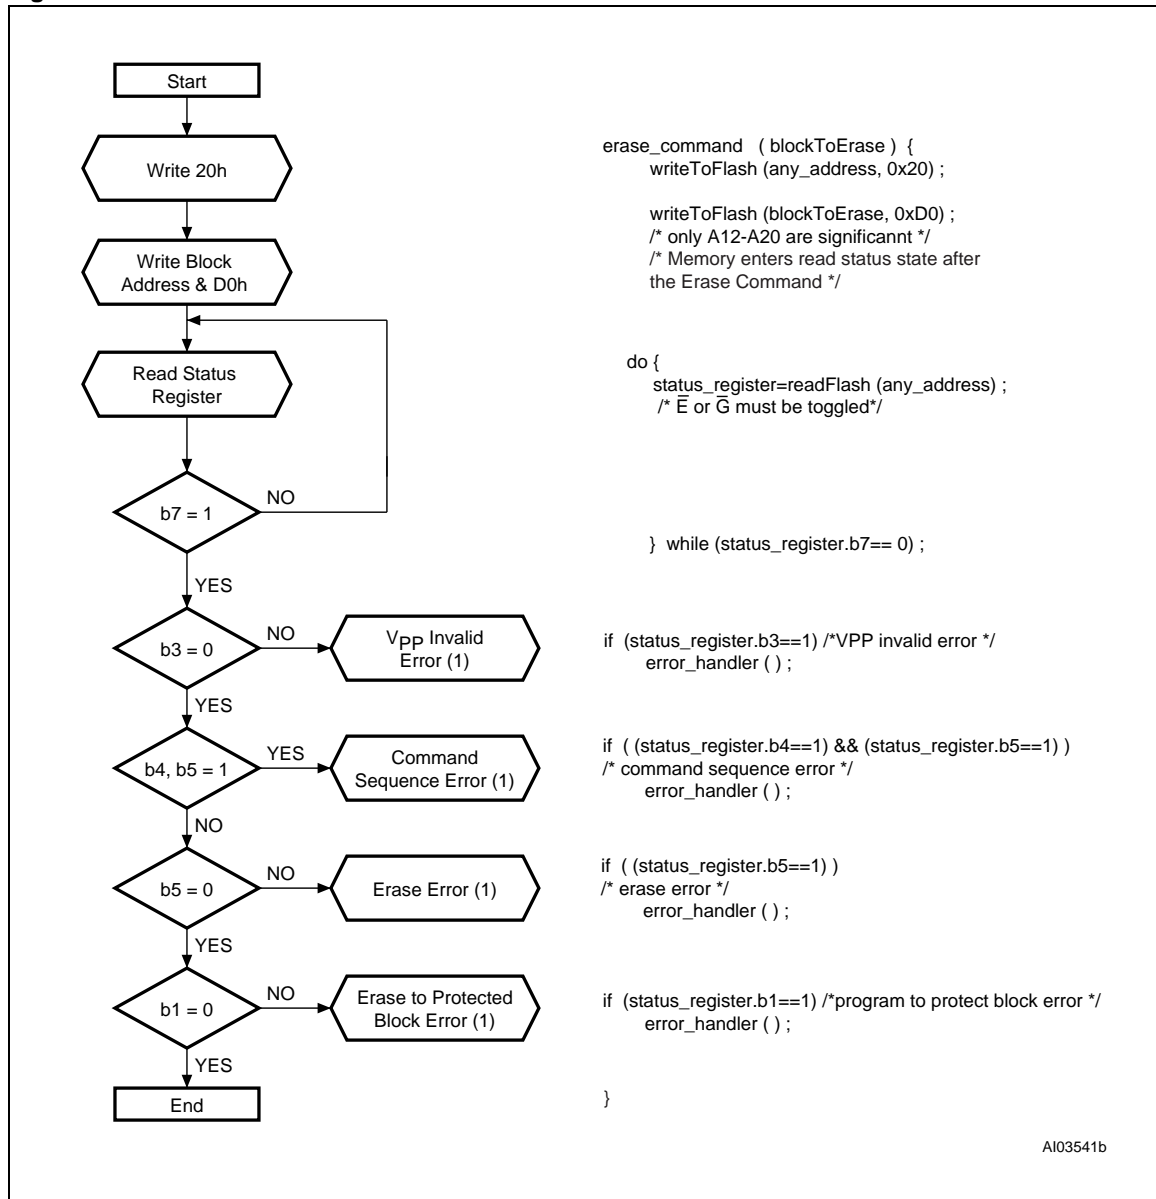 Start
Write 20h
Write Block
Address & D0h
Read Status
Register
b7 = 1
NO
YES
b3 = 0
NO
VPP Invalid
Error (1)
YES
b4, b5 = 1
YES
Command
Sequence Error (1)
NO
b5 = 0
NO
Erase Error (1)
YES
b1 = 0
NO
Erase to Protected
Block Error (1)
YES
End
erase_command ( blockToErase ) {
writeToFlash (any_address, 0x20) ;
writeToFlash (blockToErase, 0xD0) ;
/* only A12-A20 are significannt */
/* Memory enters read status state after
the Erase Command */
do {
status_register=readFlash (any_address) ;
/* E̅ or G̅ must be toggled*/
} while (status_register.b7== 0) ;
if (status_register.b3==1) /*VPP invalid error */
error_handler ( ) ;
if ( (status_register.b4==1) && (status_register.b5==1) )
/* command sequence error */
error_handler ( ) ;
if ( (status_register.b5==1) )
/* erase error */
error_handler ( ) ;
if (status_register.b1==1) /*program to protect block error */
error_handler ( ) ;
}
AI03541b